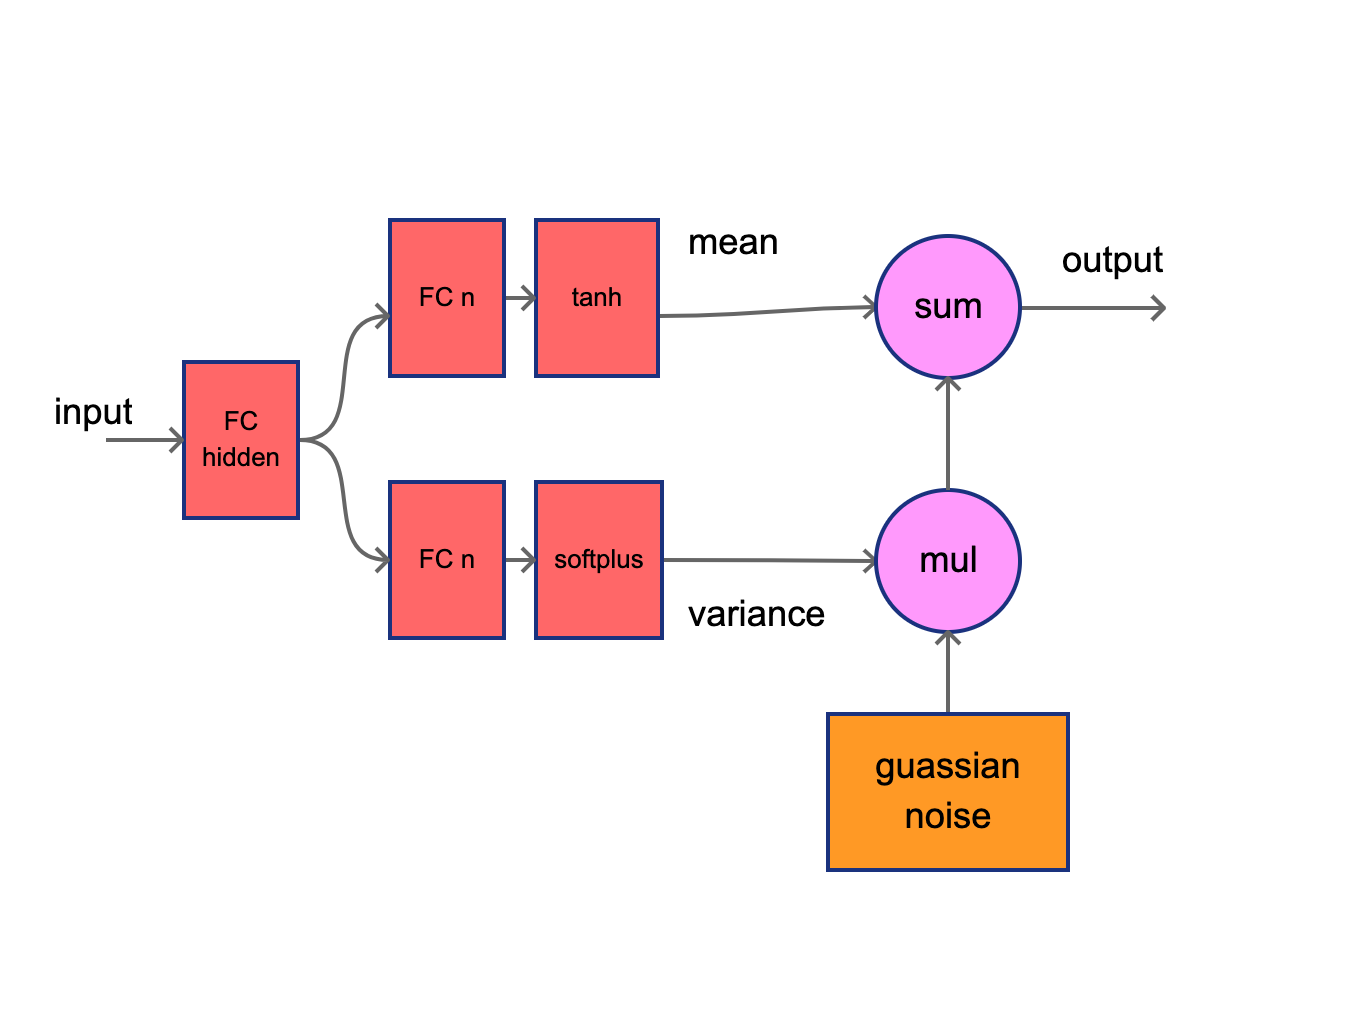 input
FC
hidden
FC n
tanh
mean
sum
output
FC n
softplus
variance
mul
guassian
noise